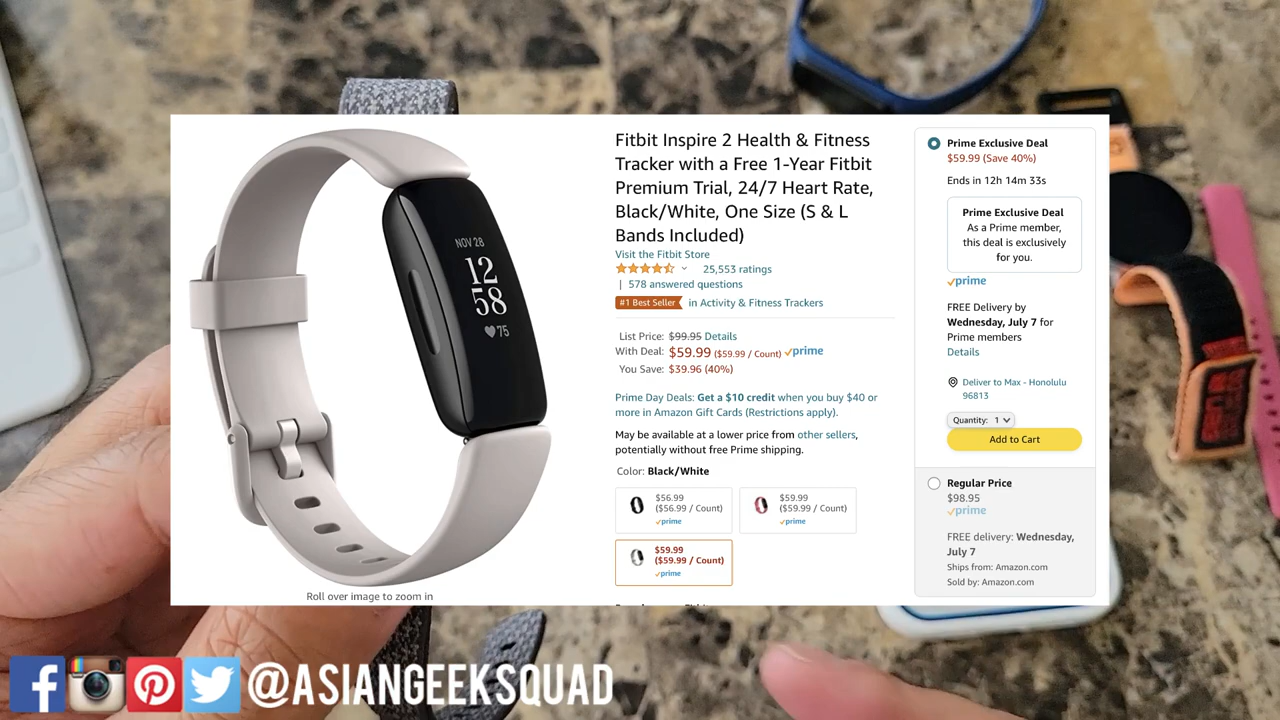 NOV 28
12
58
75
Roll over image to zoom in
Fitbit Inspire 2 Health & Fitness
Tracker with a Free 1-Year Fitbit
Premium Trial, 24/7 Heart Rate,
Black/White, One Size (S & L
Bands Included)
Visit the Fitbit Store
25,553 ratings
| 578 answered questions
#1 Best Seller in Activity & Fitness Trackers
List Price: $99.95 Details
With Deal: $59.99 ($59.99 / Count) prime
You Save: $39.96 (40%)
Prime Day Deals: Get a $10 credit when you buy $40 or
more in Amazon Gift Cards (Restrictions apply).
May be available at a lower price from other sellers,
potentially without free Prime shipping.
Color: Black/White
$56.99
($56.99 / Count)
prime
$59.99
($59.99 / Count)
prime
$59.99
($59.99 / Count)
prime
Prime Exclusive Deal
$59.99 (Save 40%)
Ends in 12h 14m 33s
Prime Exclusive Deal
As a Prime member,
this deal is exclusively
for you.
prime
FREE Delivery by
Wednesday, July 7 for
Prime members
Details
Deliver to Max - Honolulu
96813
Quantity: 1
Add to Cart
Regular Price
$98.95
prime
FREE delivery: Wednesday,
July 7
Ships from: Amazon.com
Sold by: Amazon.com
@ASIANGEEKSQUAD